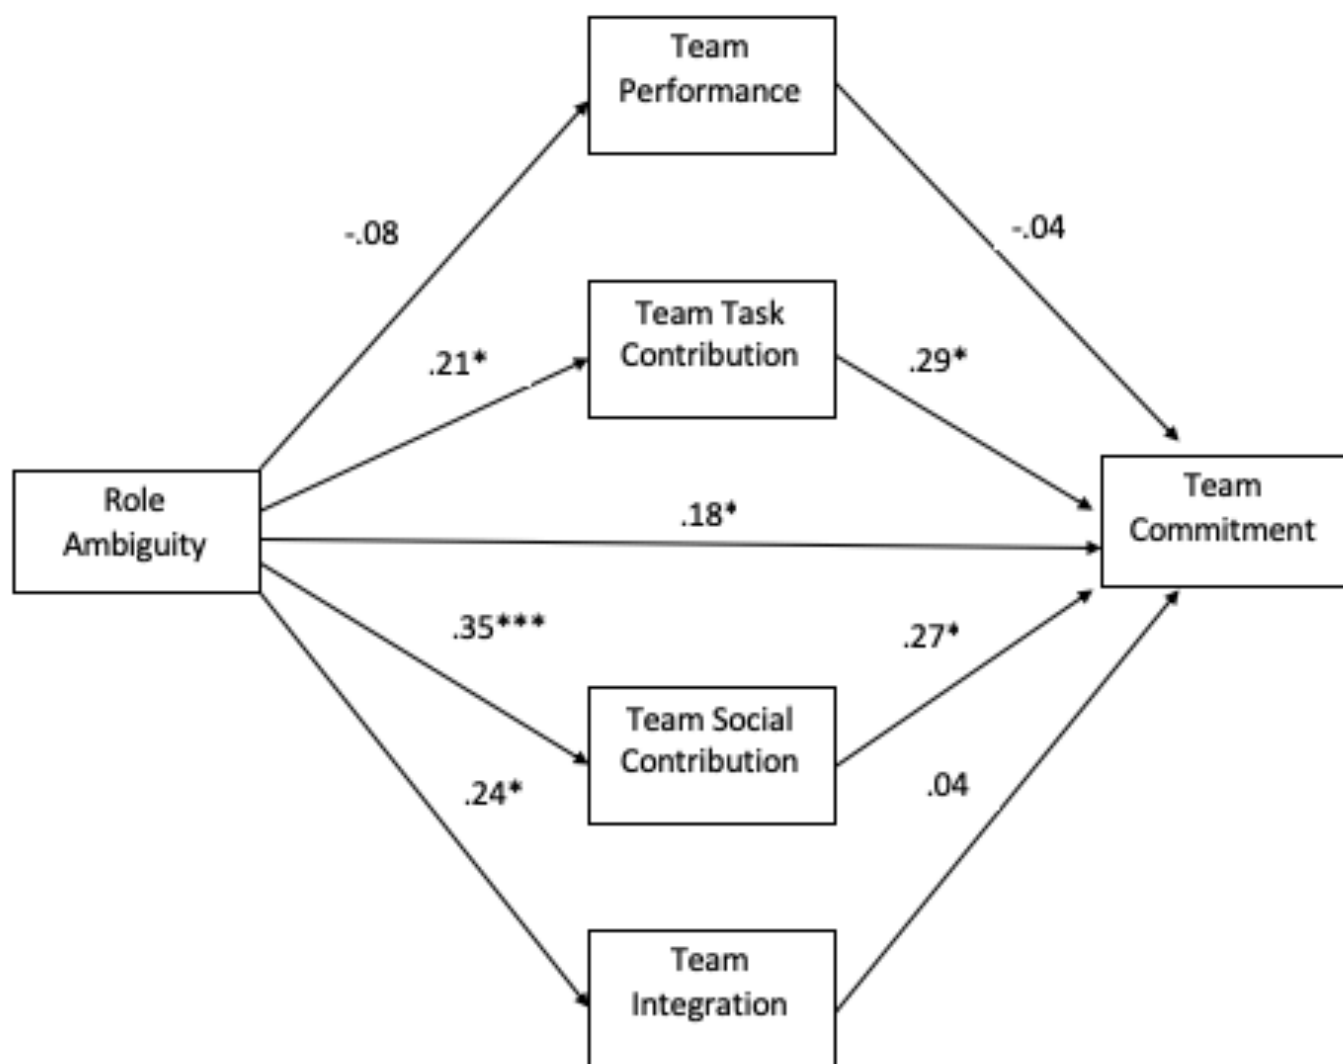 Team
Performance
-.08
-.04
Team Task
Contribution
.21*
.29*
Role
Ambiguity
.18*
Team
Commitment
.35***
.27*
Team Social
Contribution
.24*
.04
Team
Integration